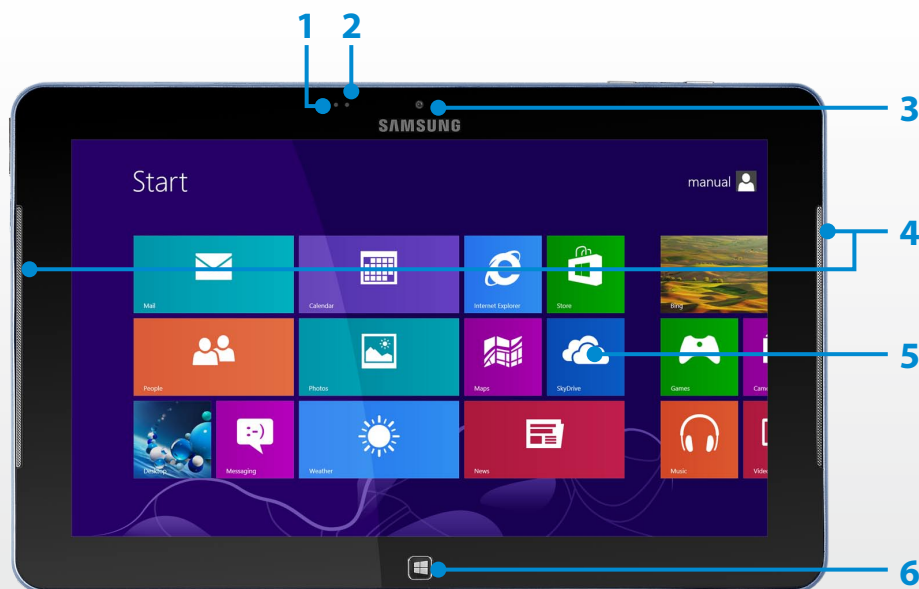 1 2
3
SAMSUNG
Start
manual
4
Mail
Calendar
Internet Explorer
Store
Bing
5
People
Photos
Maps
SkyDrive
Games
Desktop
Messaging
Weather
News
Music
6